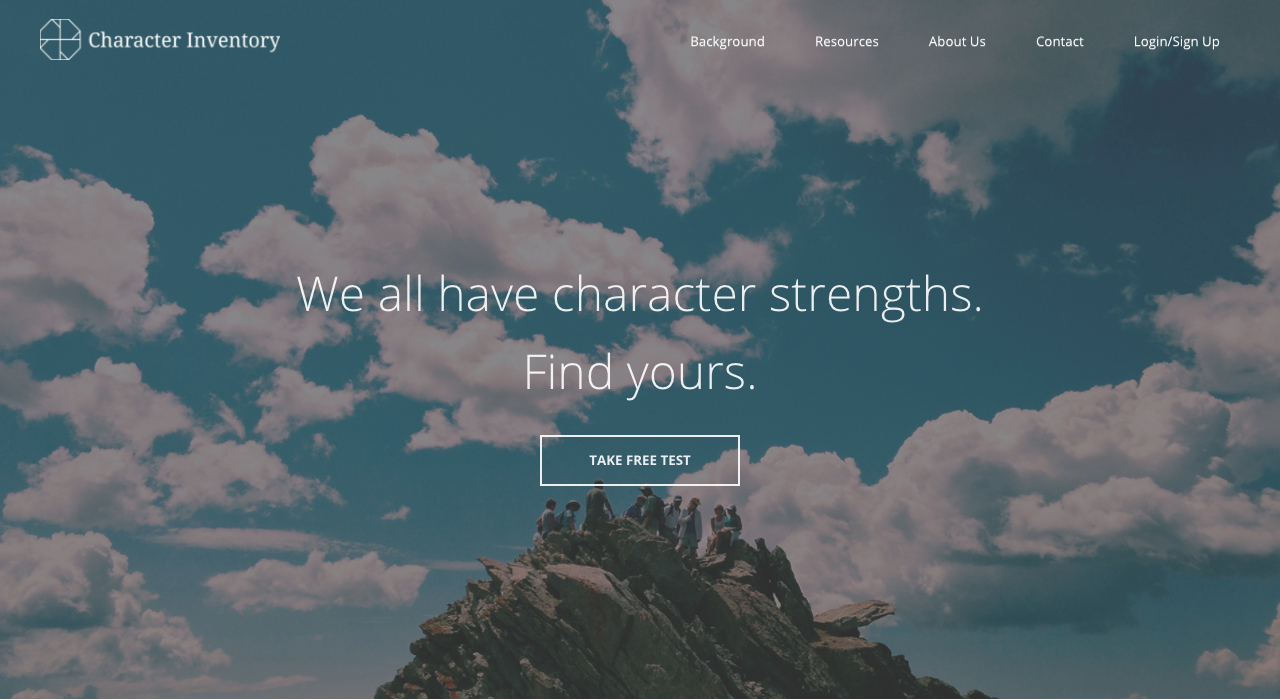 Character Inventory
Background Resources About Us Contact Login/Sign Up
We all have character strengths.
Find yours.
TAKE FREE TEST